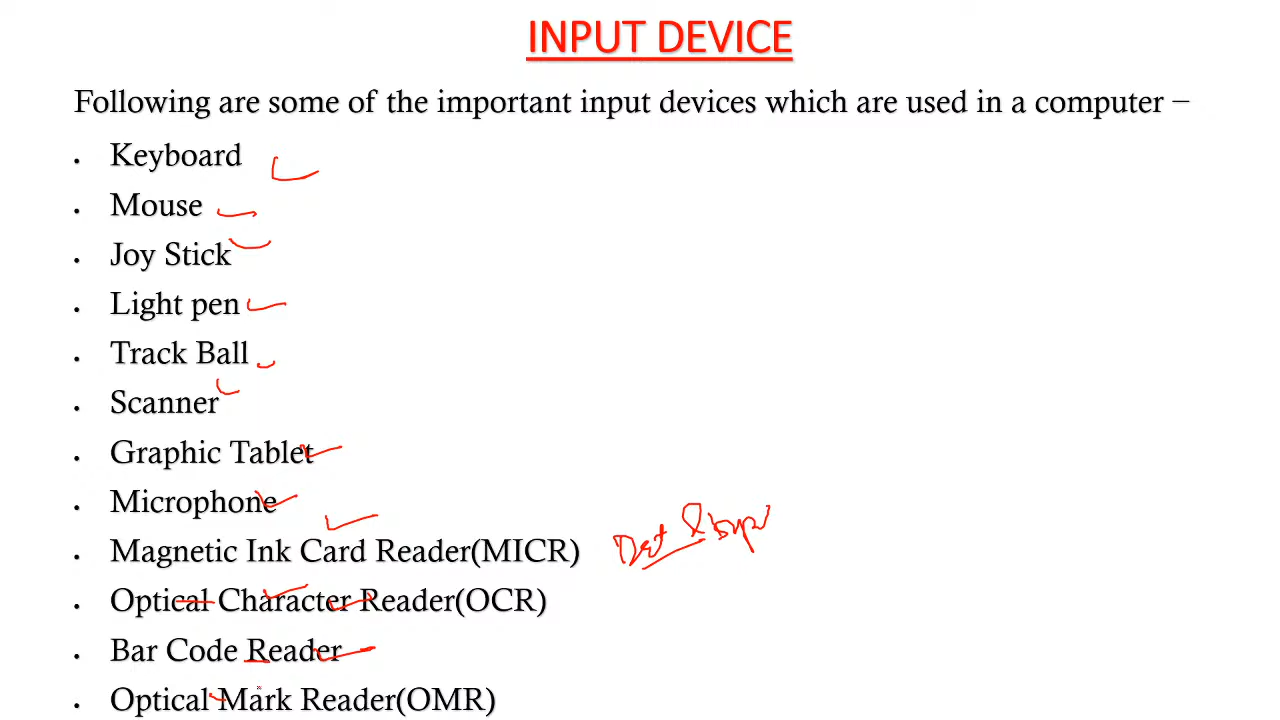 INPUT DEVICE
Following are some of the important input devices which are used in a computer –
• Keyboard
• Mouse
• Joy Stick
• Light pen
• Track Ball
• Scanner
• Graphic Tablet
• Microphone
• Magnetic Ink Card Reader(MICR)
• Optical Character Reader(OCR)
• Bar Code Reader
• Optical Mark Reader(OMR)